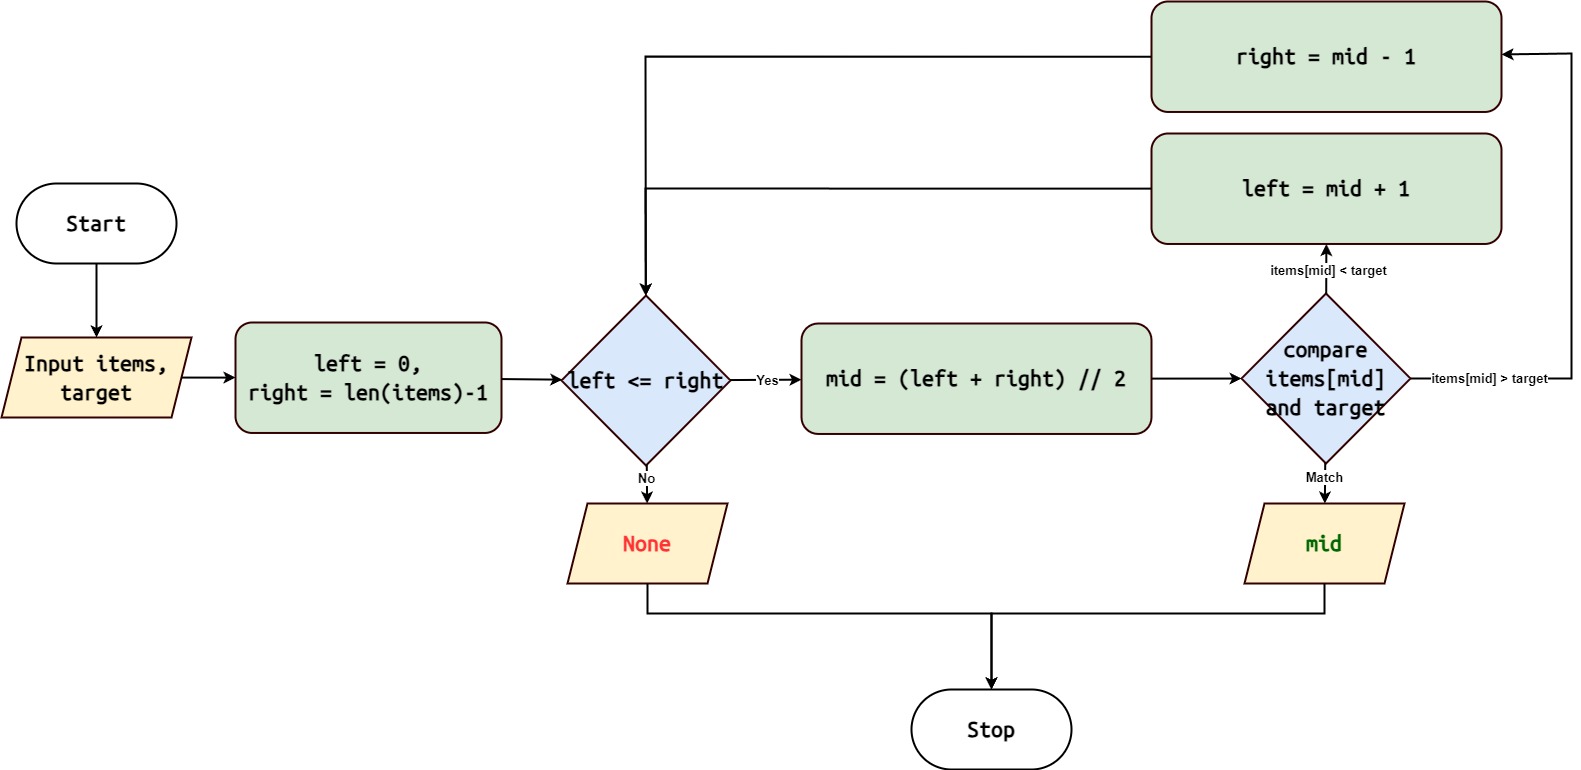 Start
Input items,
target
left = 0,
right = len(items)-1
left <= right
Yes
No
None
mid = (left + right) // 2
compare
items[mid]
and target
items[mid] < target
left = mid + 1
items[mid] > target
right = mid - 1
Match
mid
Stop